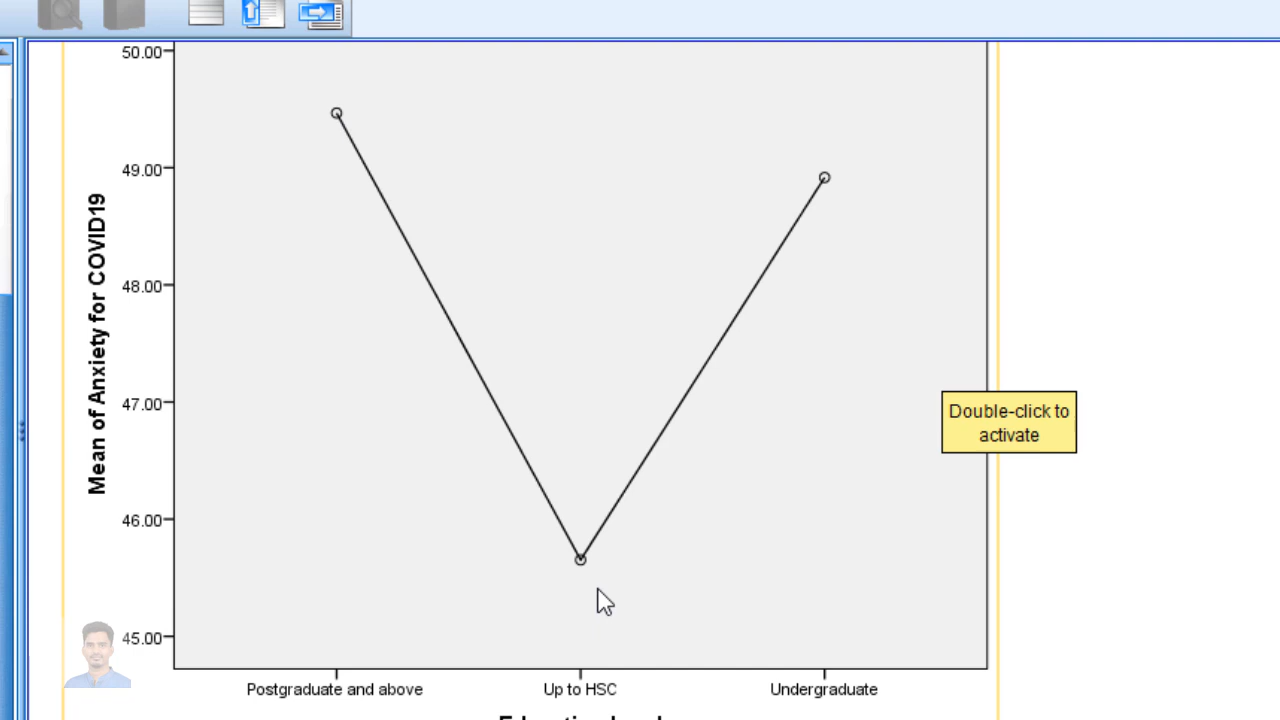 50.00
49.00
48.00
47.00
46.00
45.00
Mean of Anxiety for COVID19
Double-click to
activate
Postgraduate and above
Up to HSC
Undergraduate